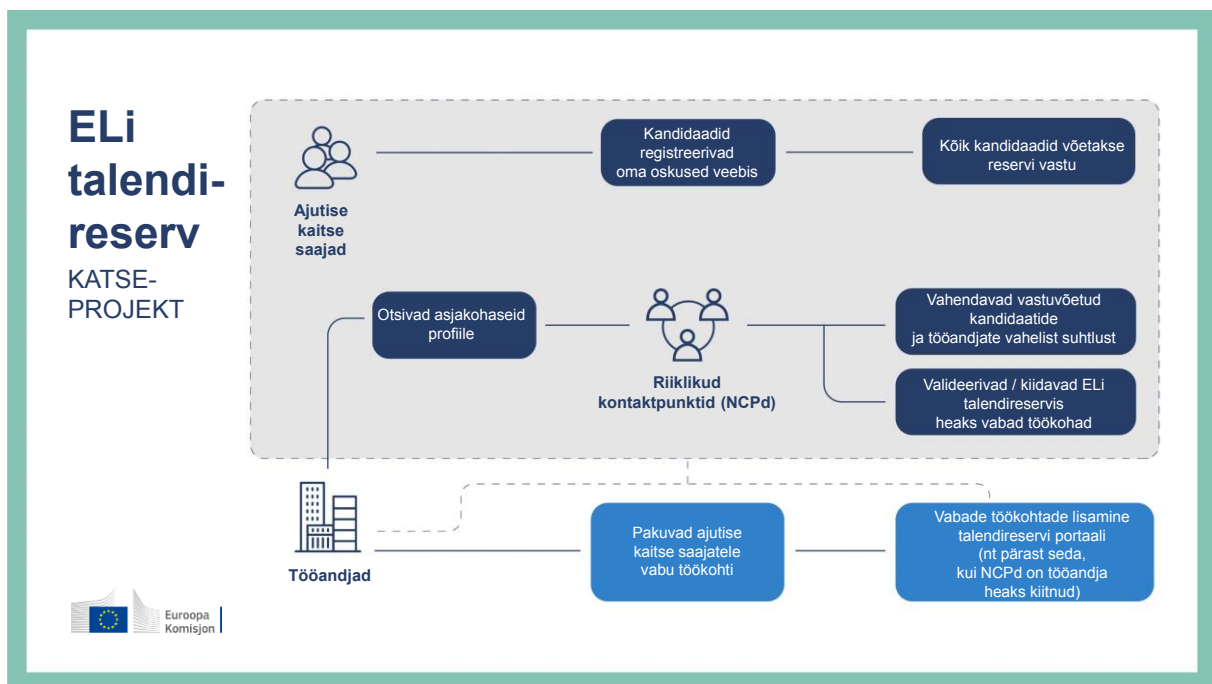 ELi
talendi-
reserv
KATSE-
PROJEKT
Ajutise
kaitse
saajad
Kandidaadid
registreerivad
oma oskused veebis
Kõik kandidaadid võetakse
reservi vastu
Otsivad asjakohaseid
profiile
Riiklikud
kontaktpunktid (NCPd)
Vahendavad vastuvõetud
kandidaatide
ja tööandjate vahelist suhtlust
Valideerivad / kiidavad ELi
talendireservis
heaks vabad töökohad
Tööandjad
Pakuvad ajutise
kaitse saajatele
vabu töökohti
Vabade töökohtade lisamine
talendireservi portaali
(nt pärast seda,
kui NCPd on tööandja
heaks kiitnud)
Euroopa
Komisjon